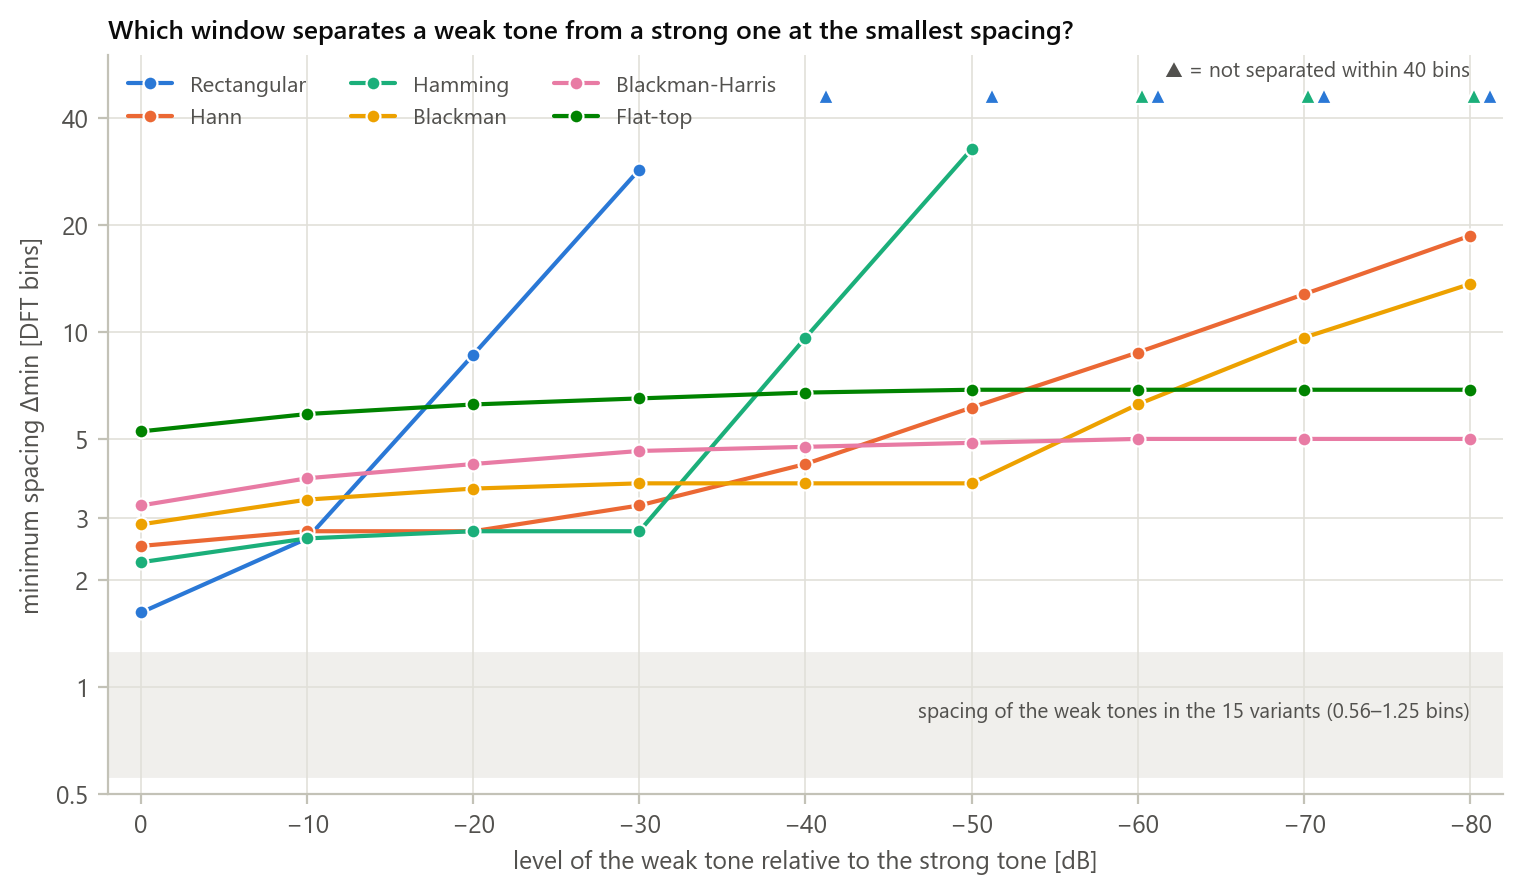 Which window separates a weak tone from a strong one at the smallest spacing?
▲ = not separated within 40 bins
Rectangular
Hamming
Blackman-Harris
Hann
Blackman
Flat-top
minimum spacing Δmin [DFT bins]
40
20
10
5
3
2
1
0.5
spacing of the weak tones in the 15 variants (0.56–1.25 bins)
0
−10
−20
−30
−40
−50
−60
−70
−80
level of the weak tone relative to the strong tone [dB]